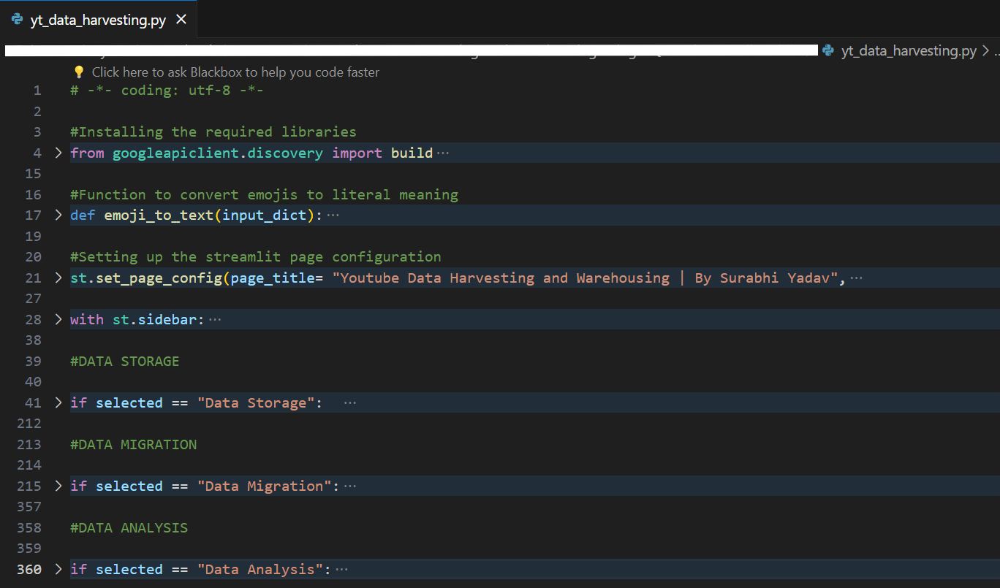 yt_data_harvesting.py
yt_data_harvesting.py > ..
Click here to ask Blackbox to help you code faster
1 # -*- coding: utf-8 -*-
2
3 #Installing the required libraries
4 > from googleapiclient.discovery import build ···
15
16 #Function to convert emojis to literal meaning
17 > def emoji_to_text(input_dict): ···
19
20 #Setting up the streamlit page configuration
21 > st.set_page_config(page_title= "Youtube Data Harvesting and Warehousing | By Surabhi Yadav", ···
27
28 > with st.sidebar: ···
38
39 #DATA STORAGE
40
41 > if selected == "Data Storage": ···
212
213 #DATA MIGRATION
214
215 > if selected == "Data Migration": ···
357
358 #DATA ANALYSIS
359
360 > if selected == "Data Analysis": ···